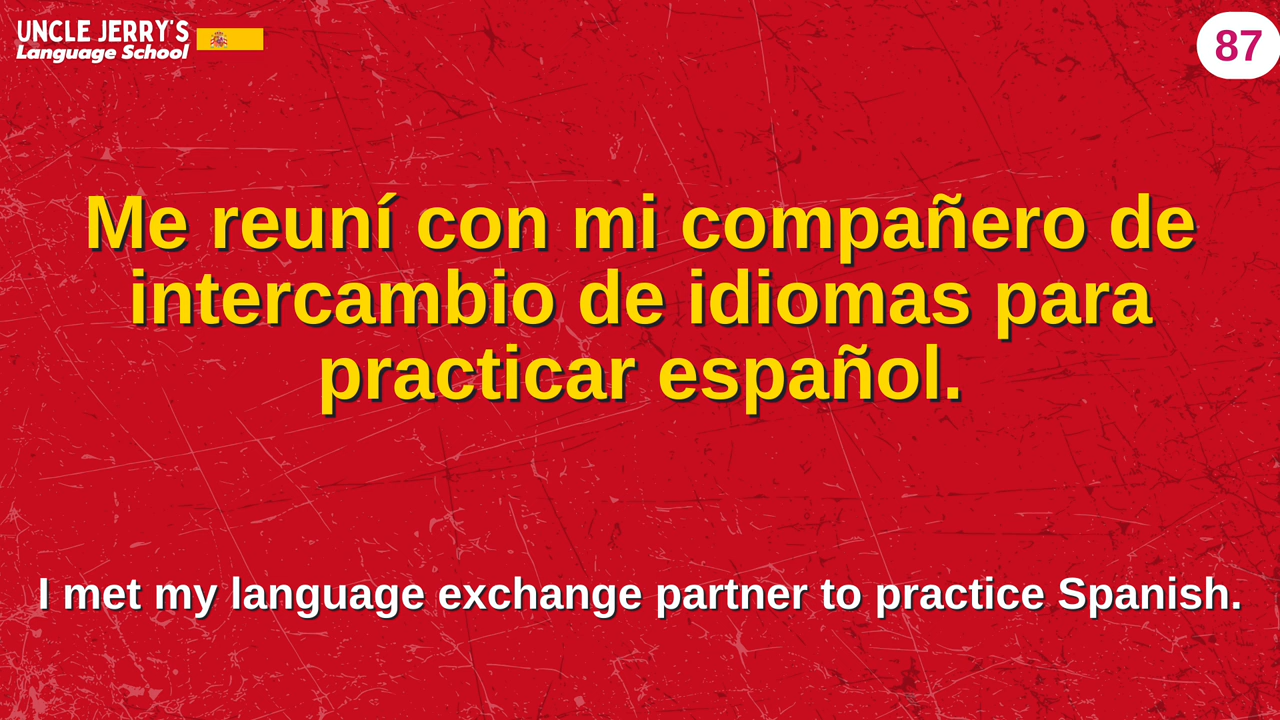 UNCLE JERRY'S
Language School
87
Me reuní con mi compañero de
intercambio de idiomas para
practicar español.
I met my language exchange partner to practice Spanish.